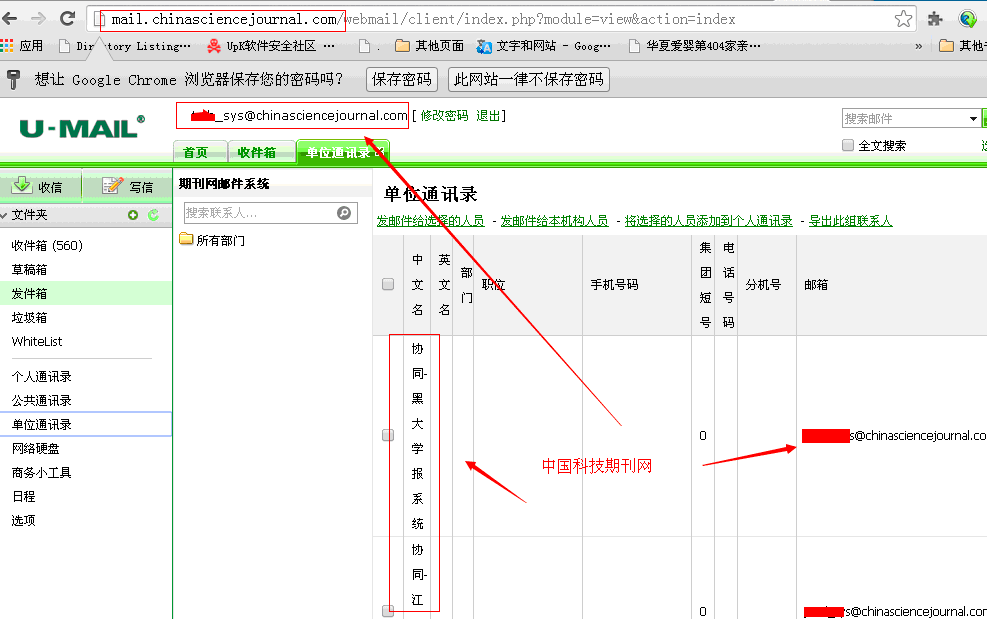 mail.chinasciencejournal.com/webmail/client/index.php?module=view&action=index
应用 Directory Listing… UpK软件安全社区 … . 其他页面 文字和网站 - Goog… 华夏爱婴第404家亲… » 其他
想让 Google Chrome 浏览器保存您的密码吗? 保存密码 此网站一律不保存密码
U-MAIL®
_sys@chinasciencejournal.com [ 修改密码 退出]
搜索邮件
全文搜索
首页 收件箱 单位通讯录 ×
收信 写信
文件夹
收件箱 (560)
草稿箱
发件箱
垃圾箱
WhiteList
个人通讯录
公共通讯录
单位通讯录
网络硬盘
商务小工具
日程
选项
期刊网邮件系统
搜索联系人...
所有部门
单位通讯录
发邮件给选择的人员 - 发邮件给本机构人员 - 将选择的人员添加到个人通讯录 - 导出此组联系人
中文名 英文名 部门 职位 手机号码 集团短号 电话号码 分机号 邮箱
协同-黑大学报系统 0 s@chinasciencejournal.co
中国科技期刊网
协同-江 0 ys@chinasciencejournal.com